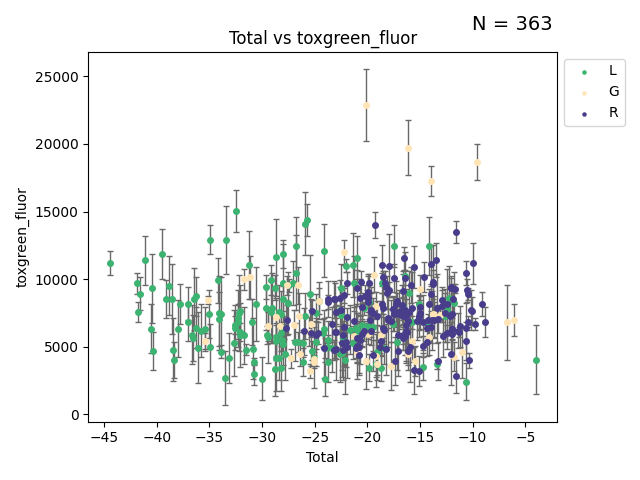 N = 363
Total vs toxgreen_fluor
25000
20000
15000
10000
5000
0
toxgreen_fluor
−45 −40 −35 −30 −25 −20 −15 −10 −5
Total
L
G
R